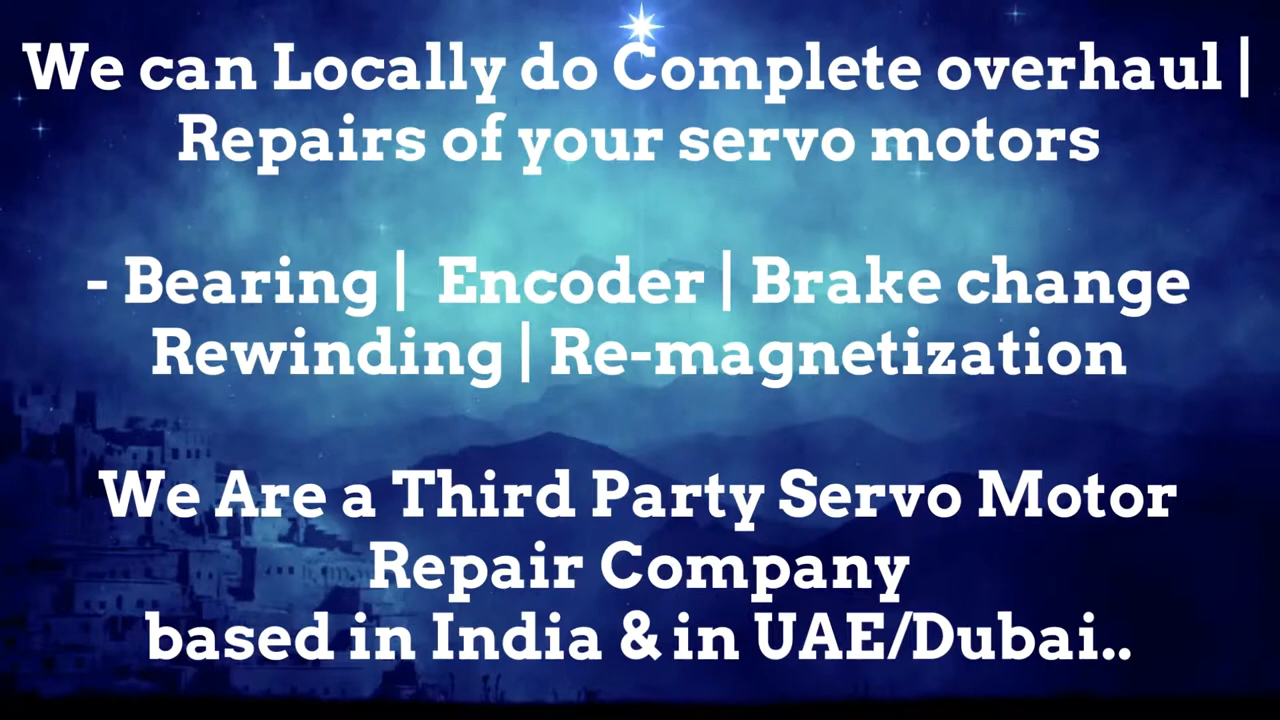 We can Locally do Complete overhaul |
Repairs of your servo motors
- Bearing | Encoder | Brake change
Rewinding | Re-magnetization
We Are a Third Party Servo Motor
Repair Company
based in India & in UAE/Dubai..